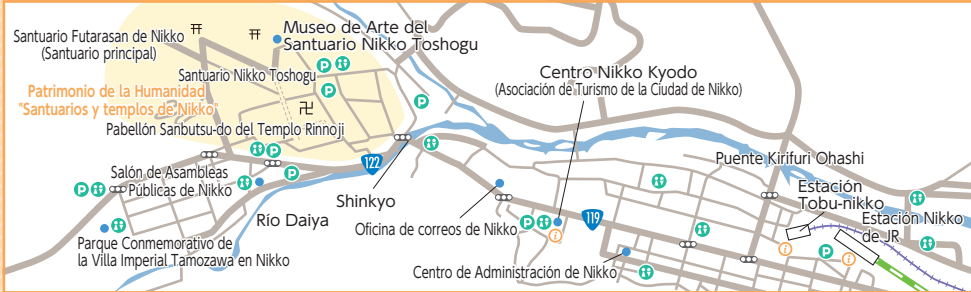 Santuario Futarasan de Nikko
(Santuario principal)
Museo de Arte del
Santuario Nikko Toshogu
Santuario Nikko Toshogu
Patrimonio de la Humanidad
"Santuarios y templos de Nikko"
Pabellón Sanbutsu-do del Templo Rinnoji
卍
P
P
P
P
P
P
122
Salón de Asambleas
Públicas de Nikko
Shinkyo
Río Daiya
Parque Conmemorativo de
la Villa Imperial Tamozawa en Nikko
Centro Nikko Kyodo
(Asociación de Turismo de la Ciudad de Nikko)
Oficina de correos de Nikko
P
i
119
Centro de Administración de Nikko
Puente Kirifuri Ohashi
Estación
Tobu-nikko
Estación Nikko
de JR
i
P
i